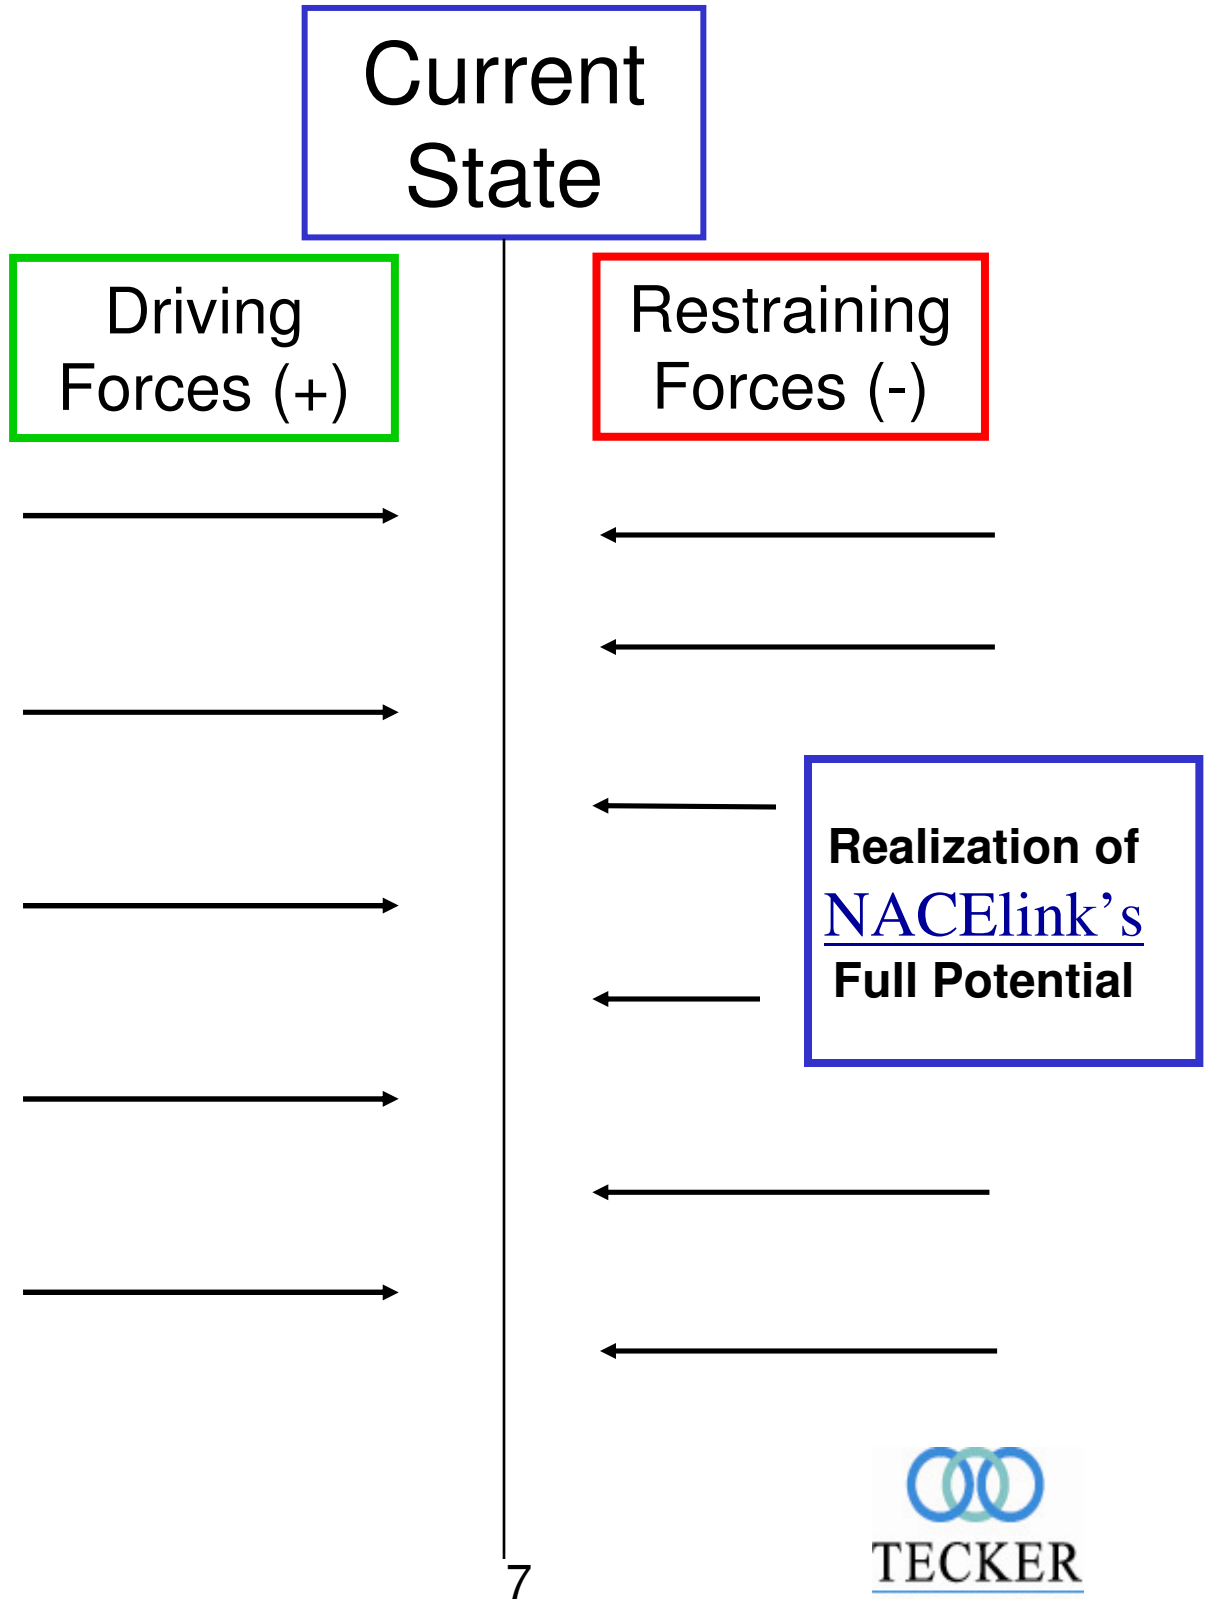 Current
State
Driving
Forces (+)
Restraining
Forces (-)
Realization of
NACElink’s
Full Potential
7
TECKER